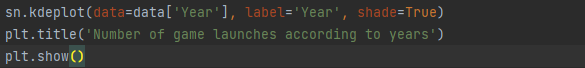 sn.kdeplot(data=data['Year'], label='Year', shade=True)
plt.title('Number of game launches according to years')
plt.show()